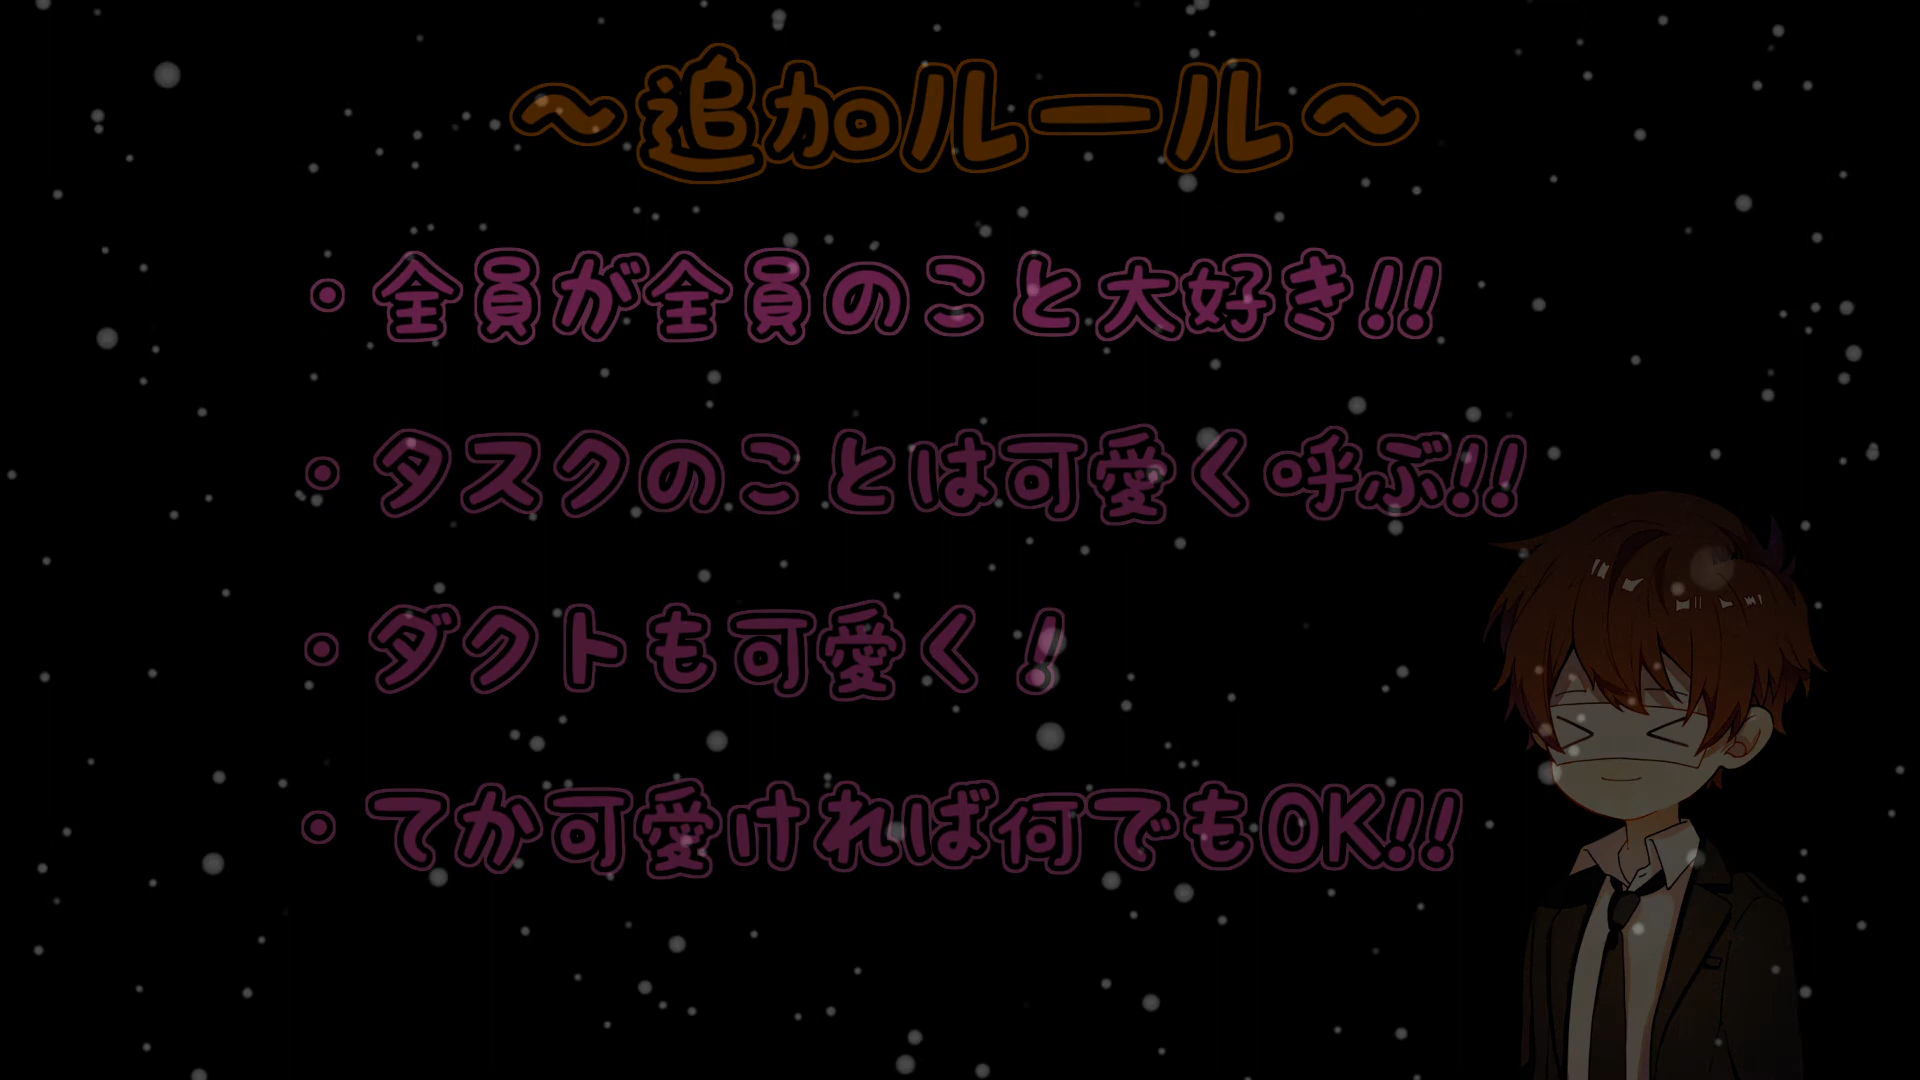 ～追加ルール～
・全員が全員のこと大好き!!
・タスクのことは可愛く呼ぶ!!
・ダクトも可愛く！
・てか可愛ければ何でもOK!!